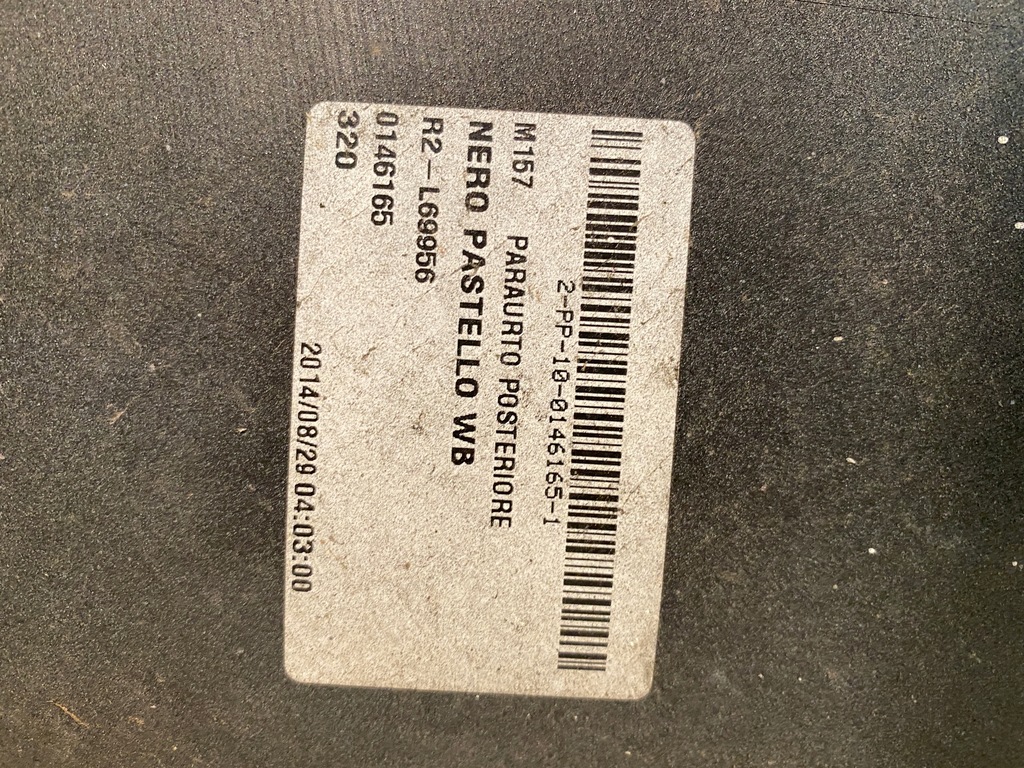 2-PP-10-0146165-1
M157 PARAURTO POSTERIORE
NERO PASTELLO WB
R2-L69956
0146165
320
2014/08/29 04:03:00